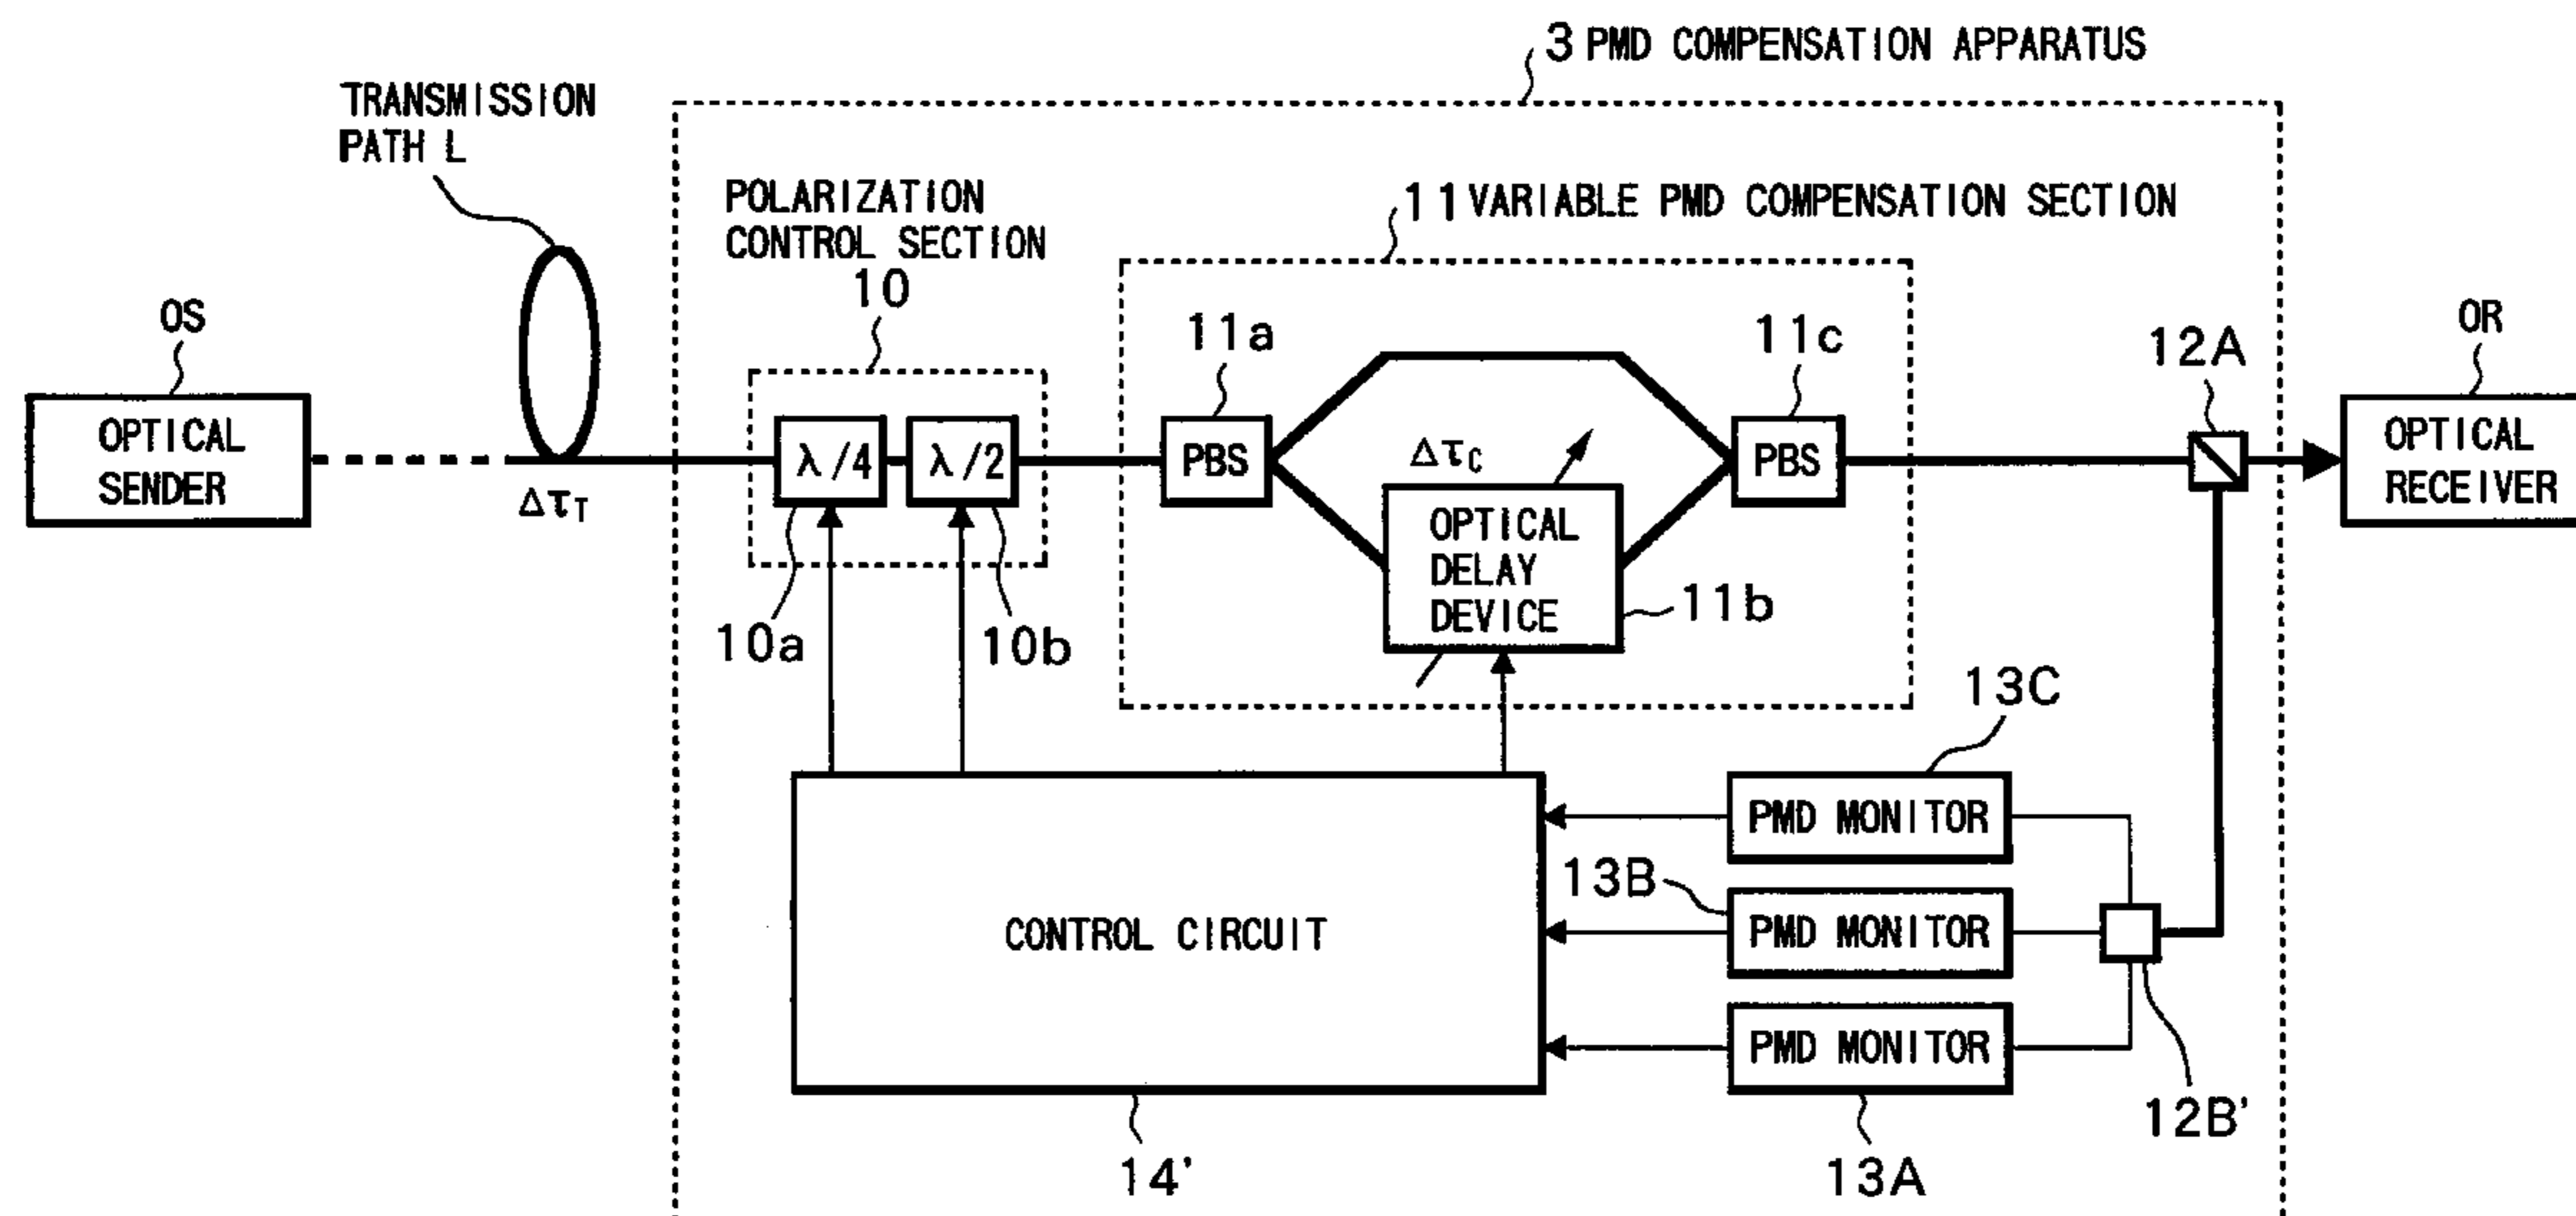 3 PMD COMPENSATION APPARATUS
TRANSMISSION
PATH L
POLARIZATION
CONTROL SECTION
10
11 VARIABLE PMD COMPENSATION SECTION
OS
11a
11c
12A
OR
OPTICAL
SENDER
ΔτT
λ/4
λ/2
PBS
ΔτC
PBS
OPTICAL
RECEIVER
OPTICAL
DELAY
DEVICE
10a
10b
11b
13C
PMD MONITOR
13B
CONTROL CIRCUIT
PMD MONITOR
PMD MONITOR
12B'
14'
13A